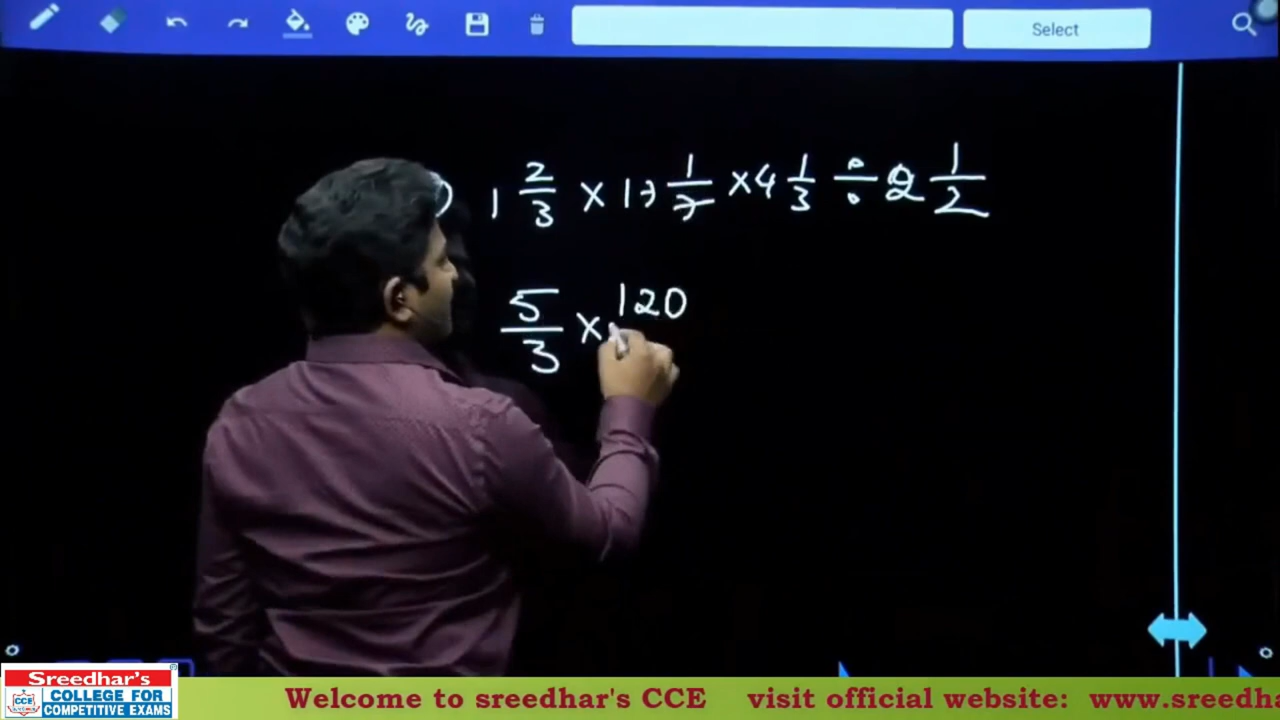 Select
) 1 2/3 × 17 1/7 × 4 1/3 ÷ 2 1/2
5/3 × 120
Sreedhar's
CCE
COLLEGE FOR
COMPETITIVE EXAMS
Welcome to sreedhar's CCE visit official website: www.sreedha